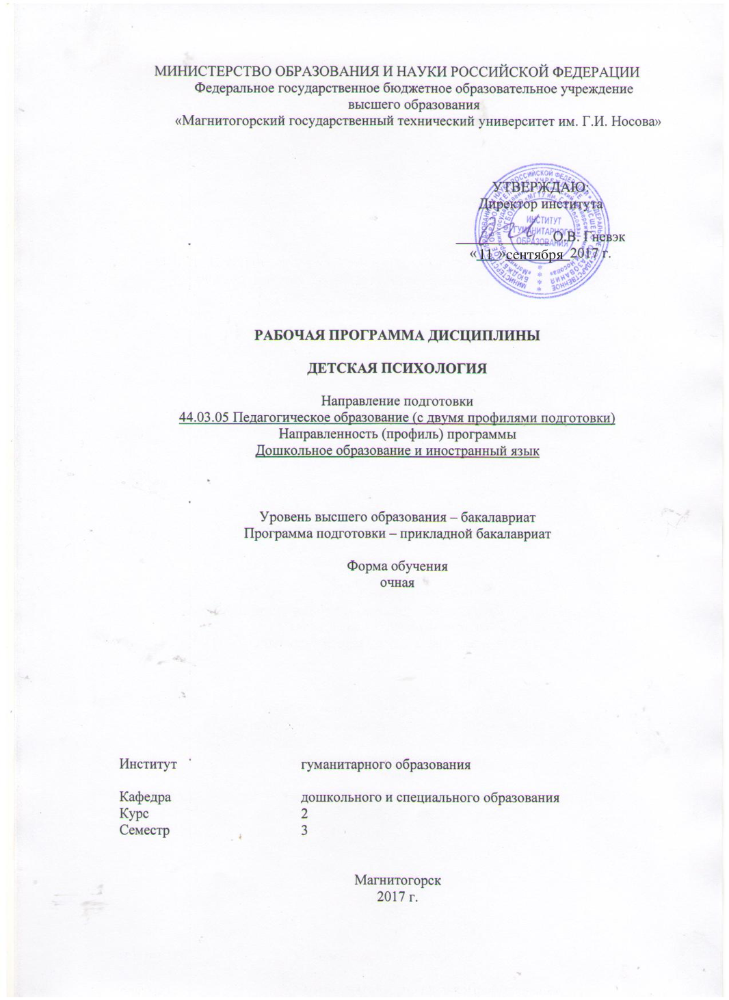 МИНИСТЕРСТВО ОБРАЗОВАНИЯ И НАУКИ РОССИЙСКОЙ ФЕДЕРАЦИИ
Федеральное государственное бюджетное образовательное учреждение
высшего образования
«Магнитогорский государственный технический университет им. Г.И. Носова»
УТВЕРЖДАЮ:
Директор института
О.В. Гневэк
«11 »сентября 2017 г.
ИНСТИТУТ
ГУМАНИТАРНОГО
ОБРАЗОВАНИЯ
РАБОЧАЯ ПРОГРАММА ДИСЦИПЛИНЫ
ДЕТСКАЯ ПСИХОЛОГИЯ
Направление подготовки
44.03.05 Педагогическое образование (с двумя профилями подготовки)
Направленность (профиль) программы
Дошкольное образование и иностранный язык
Уровень высшего образования – бакалавриат
Программа подготовки – прикладной бакалавриат
Форма обучения
очная
Институт гуманитарного образования
Кафедра дошкольного и специального образования
Курс 2
Семестр 3
Магнитогорск
2017 г.